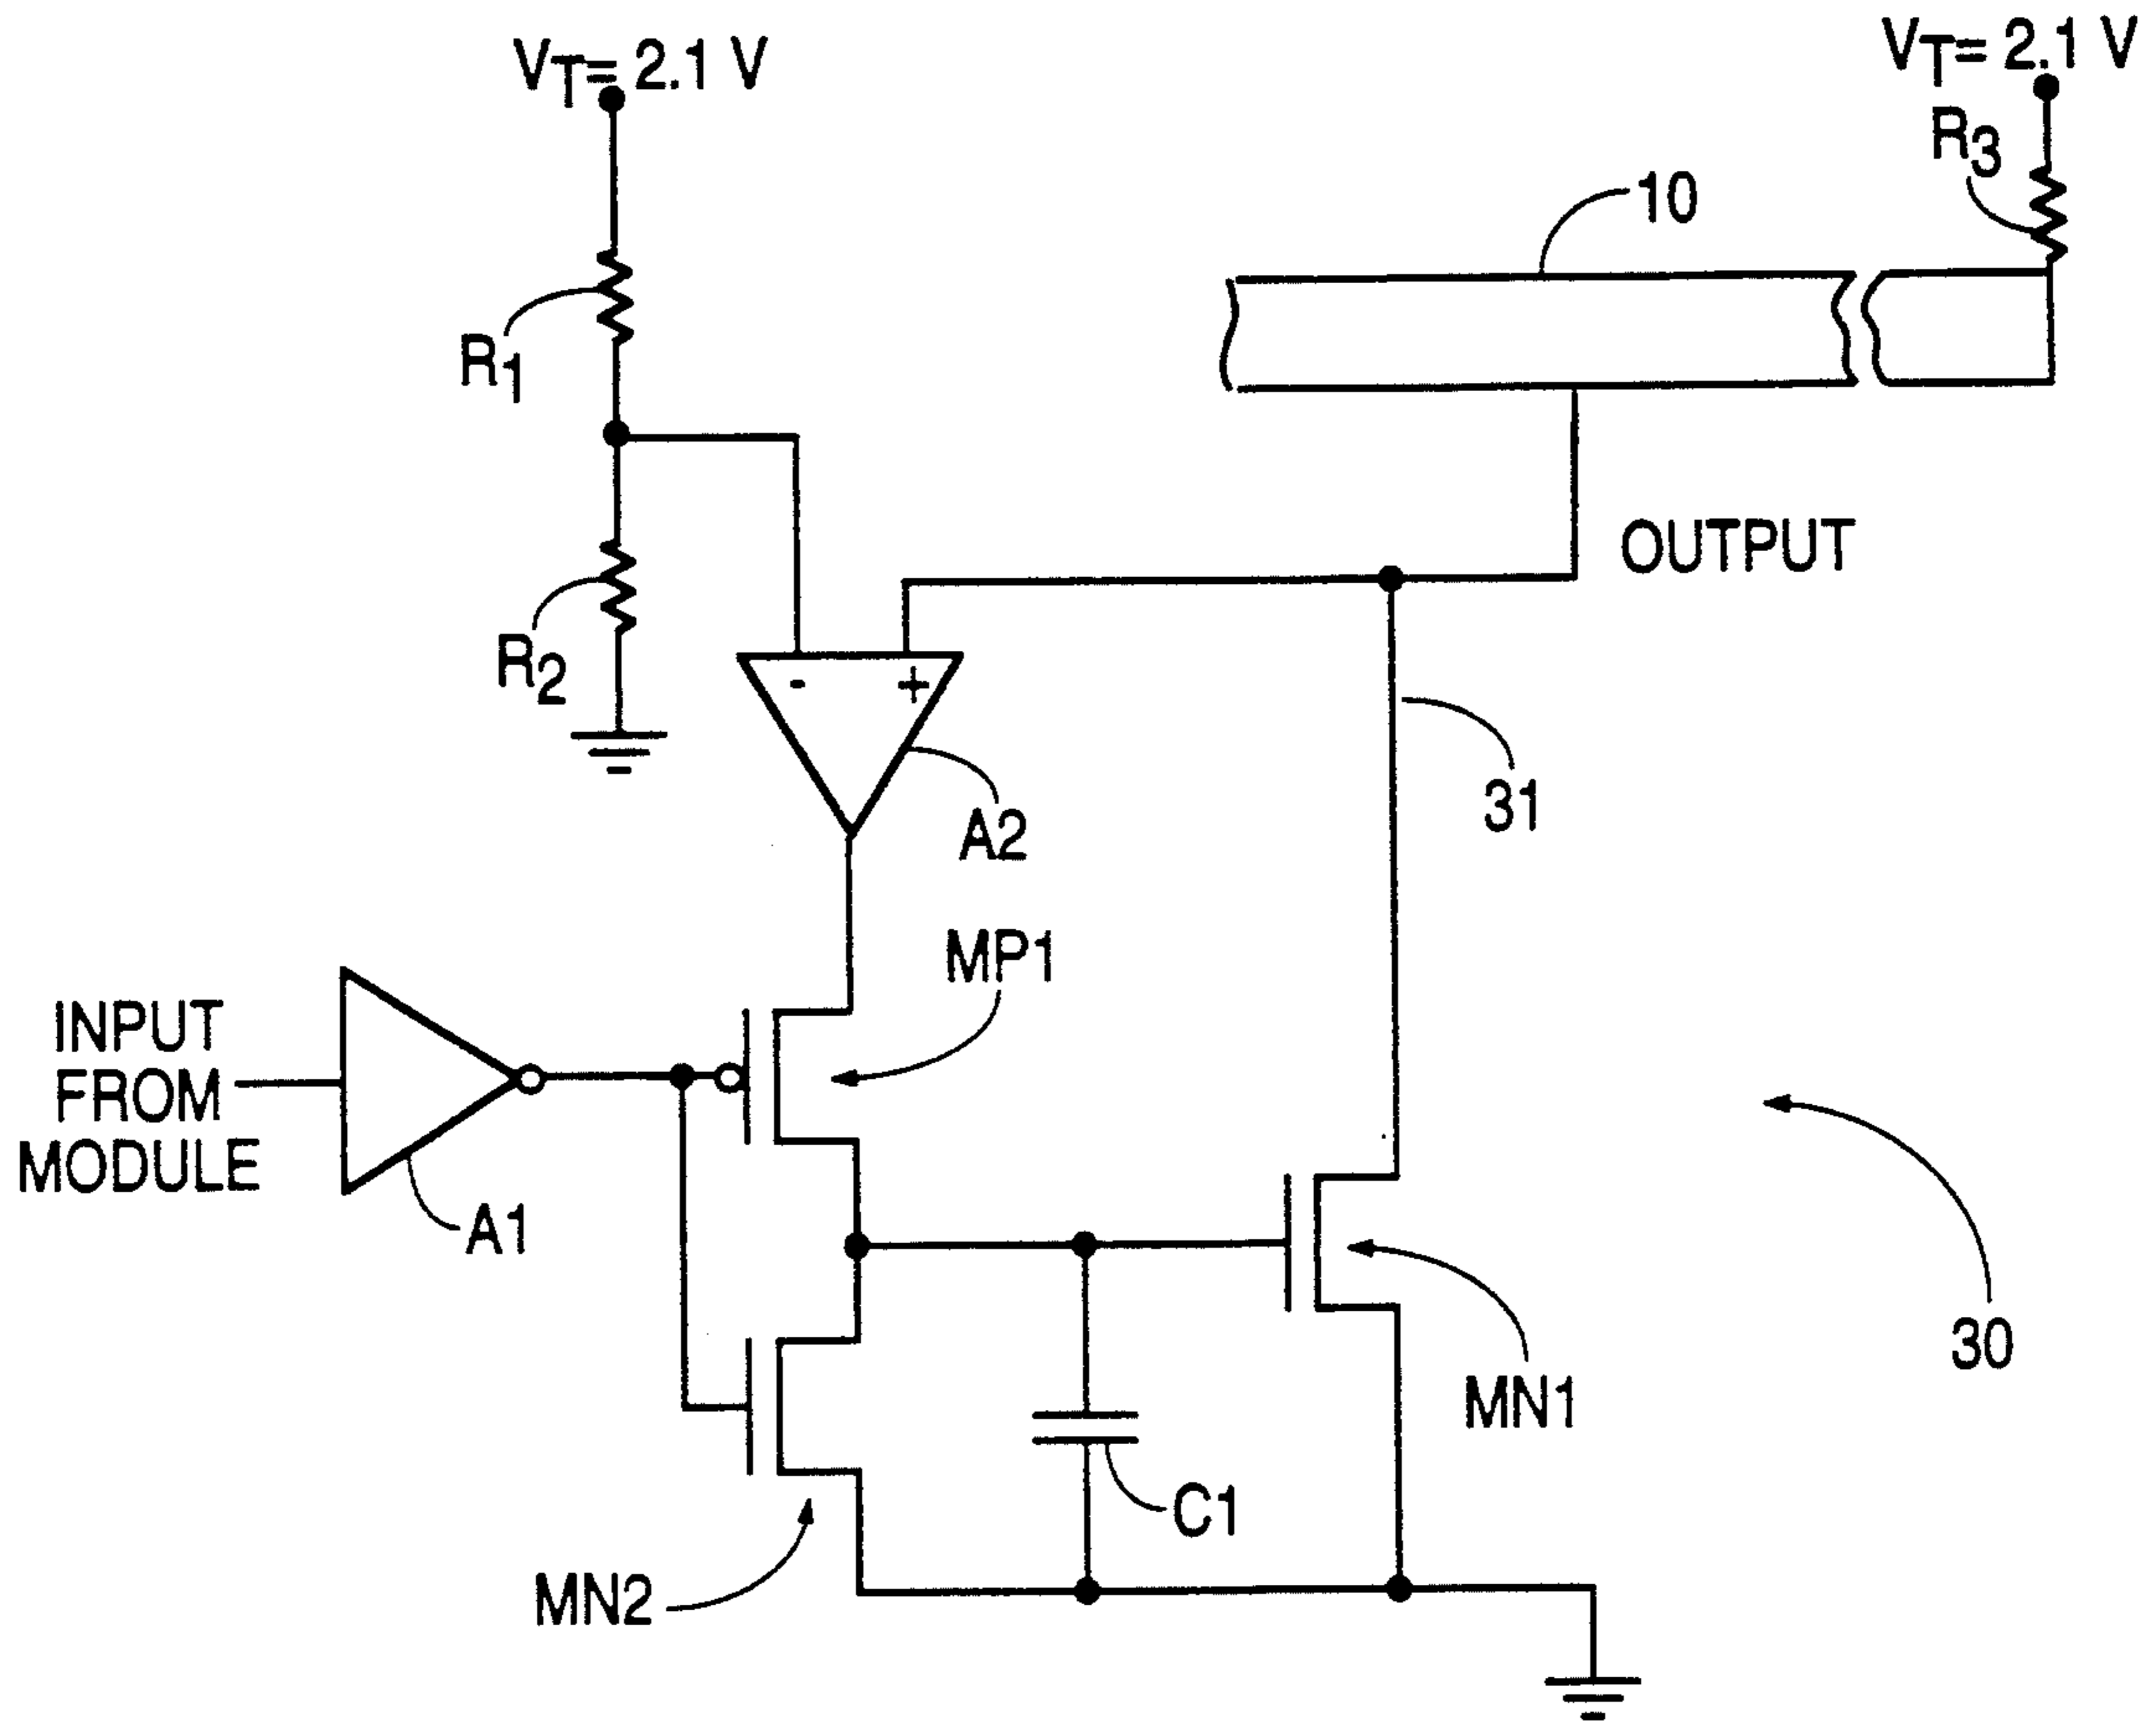 VT= 2.1 V
VT= 2.1 V
R3
10
R1
OUTPUT
R2
- +
A2
31
MP1
INPUT
FROM
MODULE
A1
30
MN1
C1
MN2